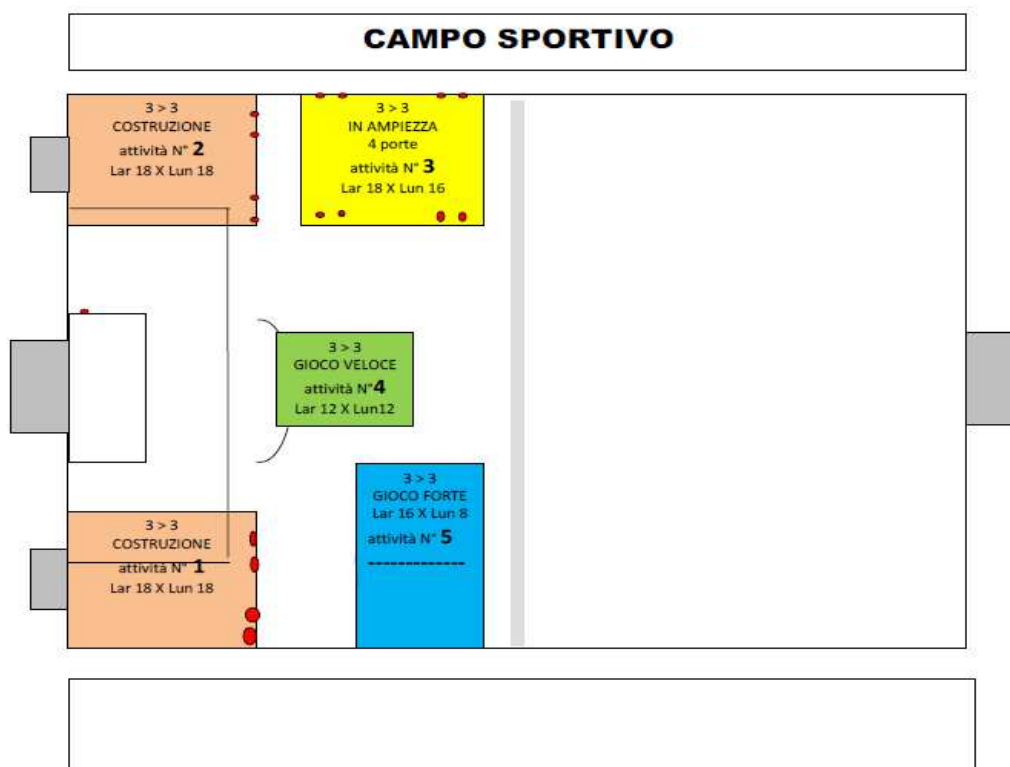 CAMPO SPORTIVO
3 > 3
COSTRUZIONE
attività N° 2
Lar 18 X Lun 18
3 > 3
IN AMPIEZZA
4 porte
attività N° 3
Lar 18 X Lun 16
3 > 3
GIOCO VELOCE
attività N°4
Lar 12 X Lun12
3 > 3
COSTRUZIONE
attività N° 1
Lar 18 X Lun 18
3 > 3
GIOCO FORTE
Lar 16 X Lun 8
attività N° 5
-------------